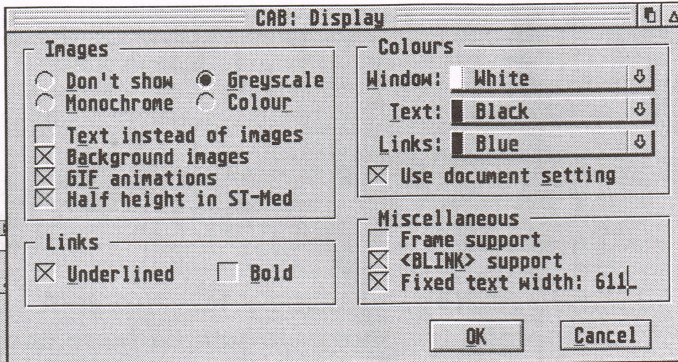 CAB: Display
Images
Don't show Greyscale
Monochrome Colour
Text instead of images
Background images
GIF animations
Half height in ST-Med
Links
Underlined Bold
Colours
Window: White
Text: Black
Links: Blue
Use document setting
Miscellaneous
Frame support
<BLINK> support
Fixed text width: 611_
OK Cancel